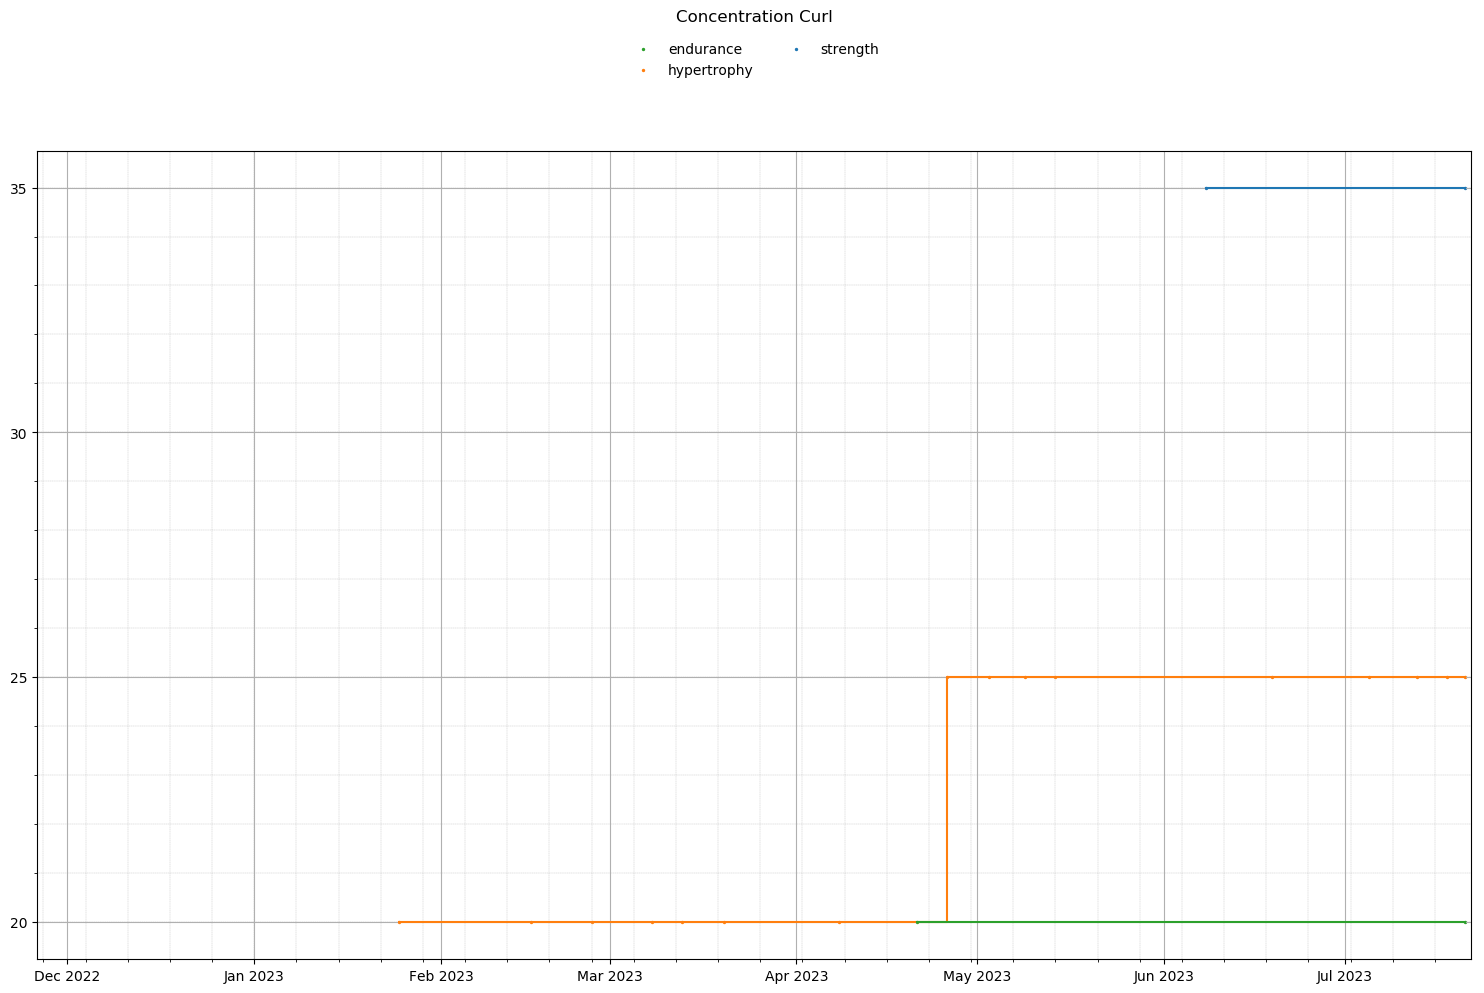 Concentration Curl
endurance strength
hypertrophy
35
30
25
20
Dec 2022 Jan 2023 Feb 2023 Mar 2023 Apr 2023 May 2023 Jun 2023 Jul 2023